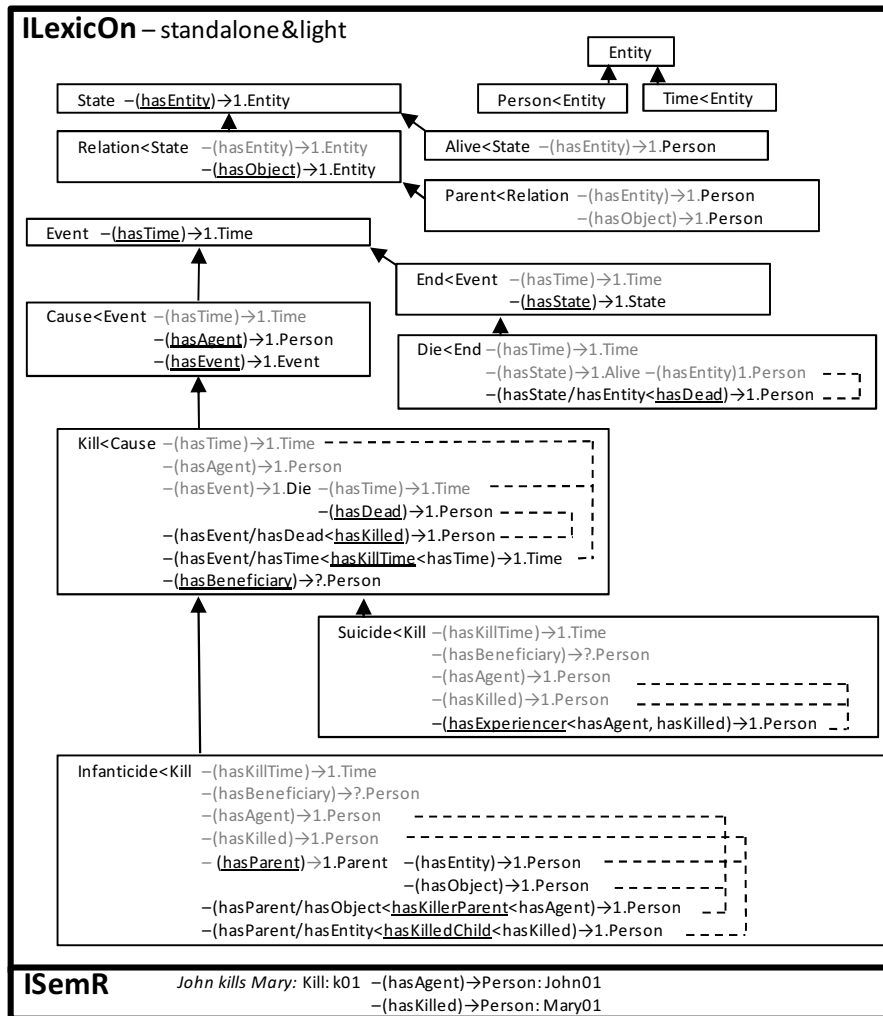 ILexicOn – standalone&light
Entity
Person<Entity
Time<Entity
State –(hasEntity)→1.Entity
Relation<State –(hasEntity)→1.Entity
–(hasObject)→1.Entity
Alive<State –(hasEntity)→1.Person
Parent<Relation –(hasEntity)→1.Person
–(hasObject)→1.Person
Event –(hasTime)→1.Time
End<Event –(hasTime)→1.Time
–(hasState)→1.State
Cause<Event –(hasTime)→1.Time
–(hasAgent)→1.Person
–(hasEvent)→1.Event
Die<End –(hasTime)→1.Time
–(hasState)→1.Alive –(hasEntity)1.Person
–(hasState/hasEntity<hasDead)→1.Person
Kill<Cause –(hasTime)→1.Time
–(hasAgent)→1.Person
–(hasEvent)→1.Die –(hasTime)→1.Time
–(hasDead)→1.Person
–(hasEvent/hasDead<hasKilled)→1.Person
–(hasEvent/hasTime<hasKillTime<hasTime)→1.Time
–(hasBeneficiary)→?.Person
Suicide<Kill –(hasKillTime)→1.Time
–(hasBeneficiary)→?.Person
–(hasAgent)→1.Person
–(hasKilled)→1.Person
–(hasExperiencer<hasAgent, hasKilled)→1.Person
Infanticide<Kill –(hasKillTime)→1.Time
–(hasBeneficiary)→?.Person
–(hasAgent)→1.Person
–(hasKilled)→1.Person
– (hasParent)→1.Parent –(hasEntity)→1.Person
–(hasObject)→1.Person
–(hasParent/hasObject<hasKillerParent<hasAgent)→1.Person
–(hasParent/hasEntity<hasKilledChild<hasKilled)→1.Person
ISemR John kills Mary: Kill: k01 –(hasAgent)→Person: John01
–(hasKilled)→Person: Mary01